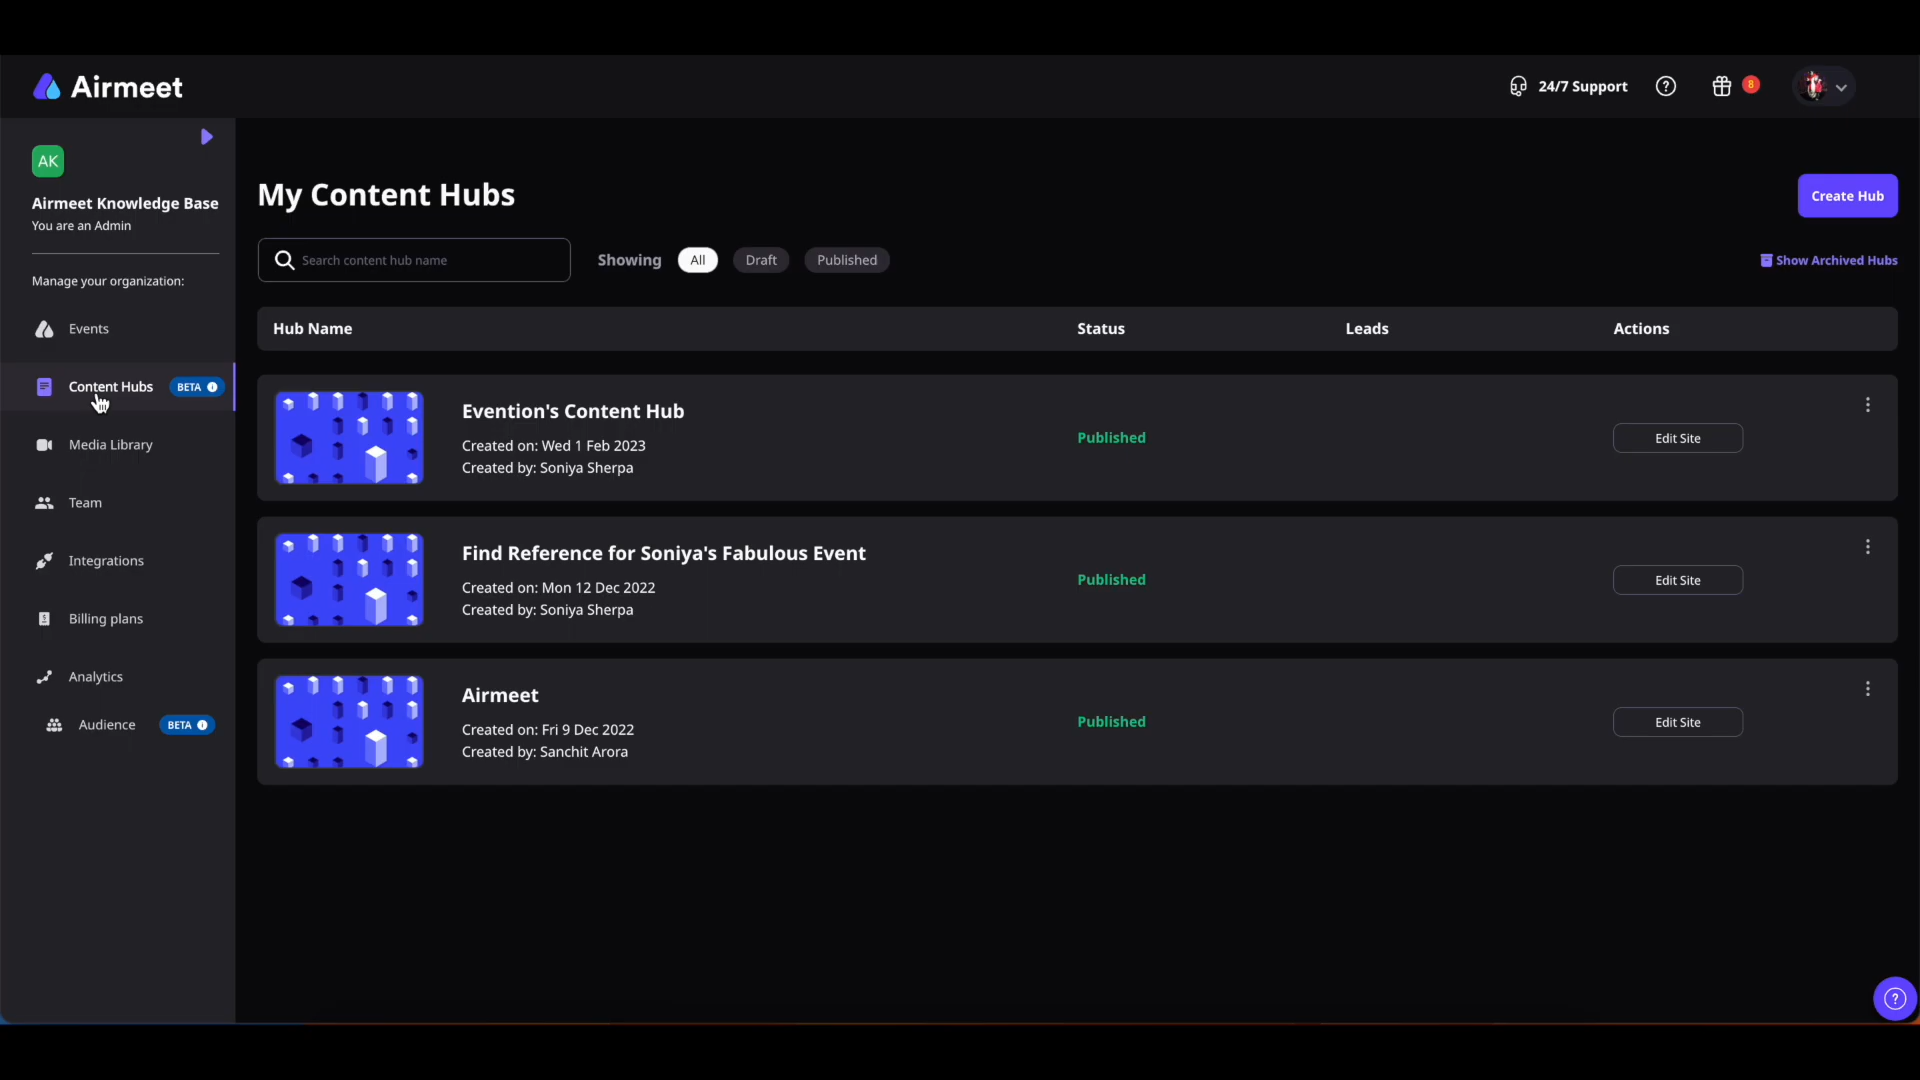 Airmeet
24/7 Support
8
AK
Airmeet Knowledge Base
You are an Admin
Manage your organization:
Events
Content Hubs BETA
Media Library
Team
Integrations
Billing plans
Analytics
Audience BETA
My Content Hubs
Create Hub
Search content hub name
Showing All Draft Published
Show Archived Hubs
Hub Name Status Leads Actions
Evention's Content Hub
Created on: Wed 1 Feb 2023
Created by: Soniya Sherpa
Published
Edit Site
Find Reference for Soniya's Fabulous Event
Created on: Mon 12 Dec 2022
Created by: Soniya Sherpa
Published
Edit Site
Airmeet
Created on: Fri 9 Dec 2022
Created by: Sanchit Arora
Published
Edit Site